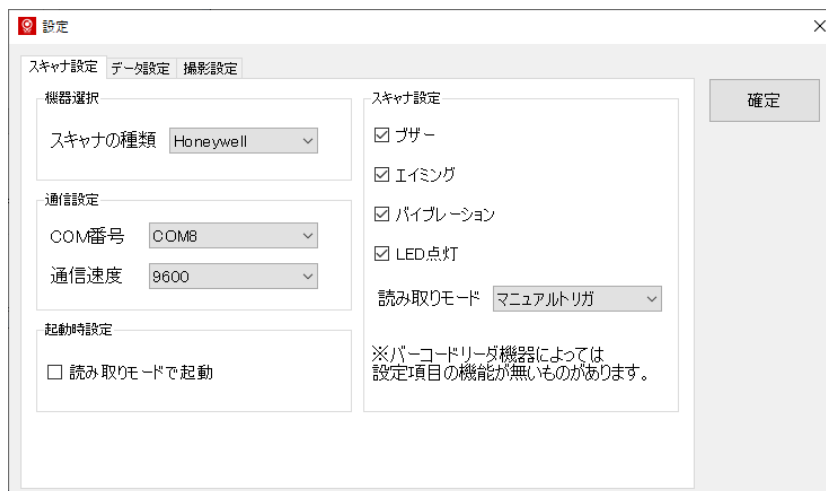 設定
スキャナ設定 データ設定 撮影設定
機器選択
スキャナの種類 Honeywell
通信設定
COM番号 COM8
通信速度 9600
起動時設定
読み取りモードで起動
スキャナ設定
ブザー
エイミング
バイブレーション
LED点灯
読み取りモード マニュアルトリガ
※バーコードリーダ機器によっては
設定項目の機能が無いものがあります。
確定